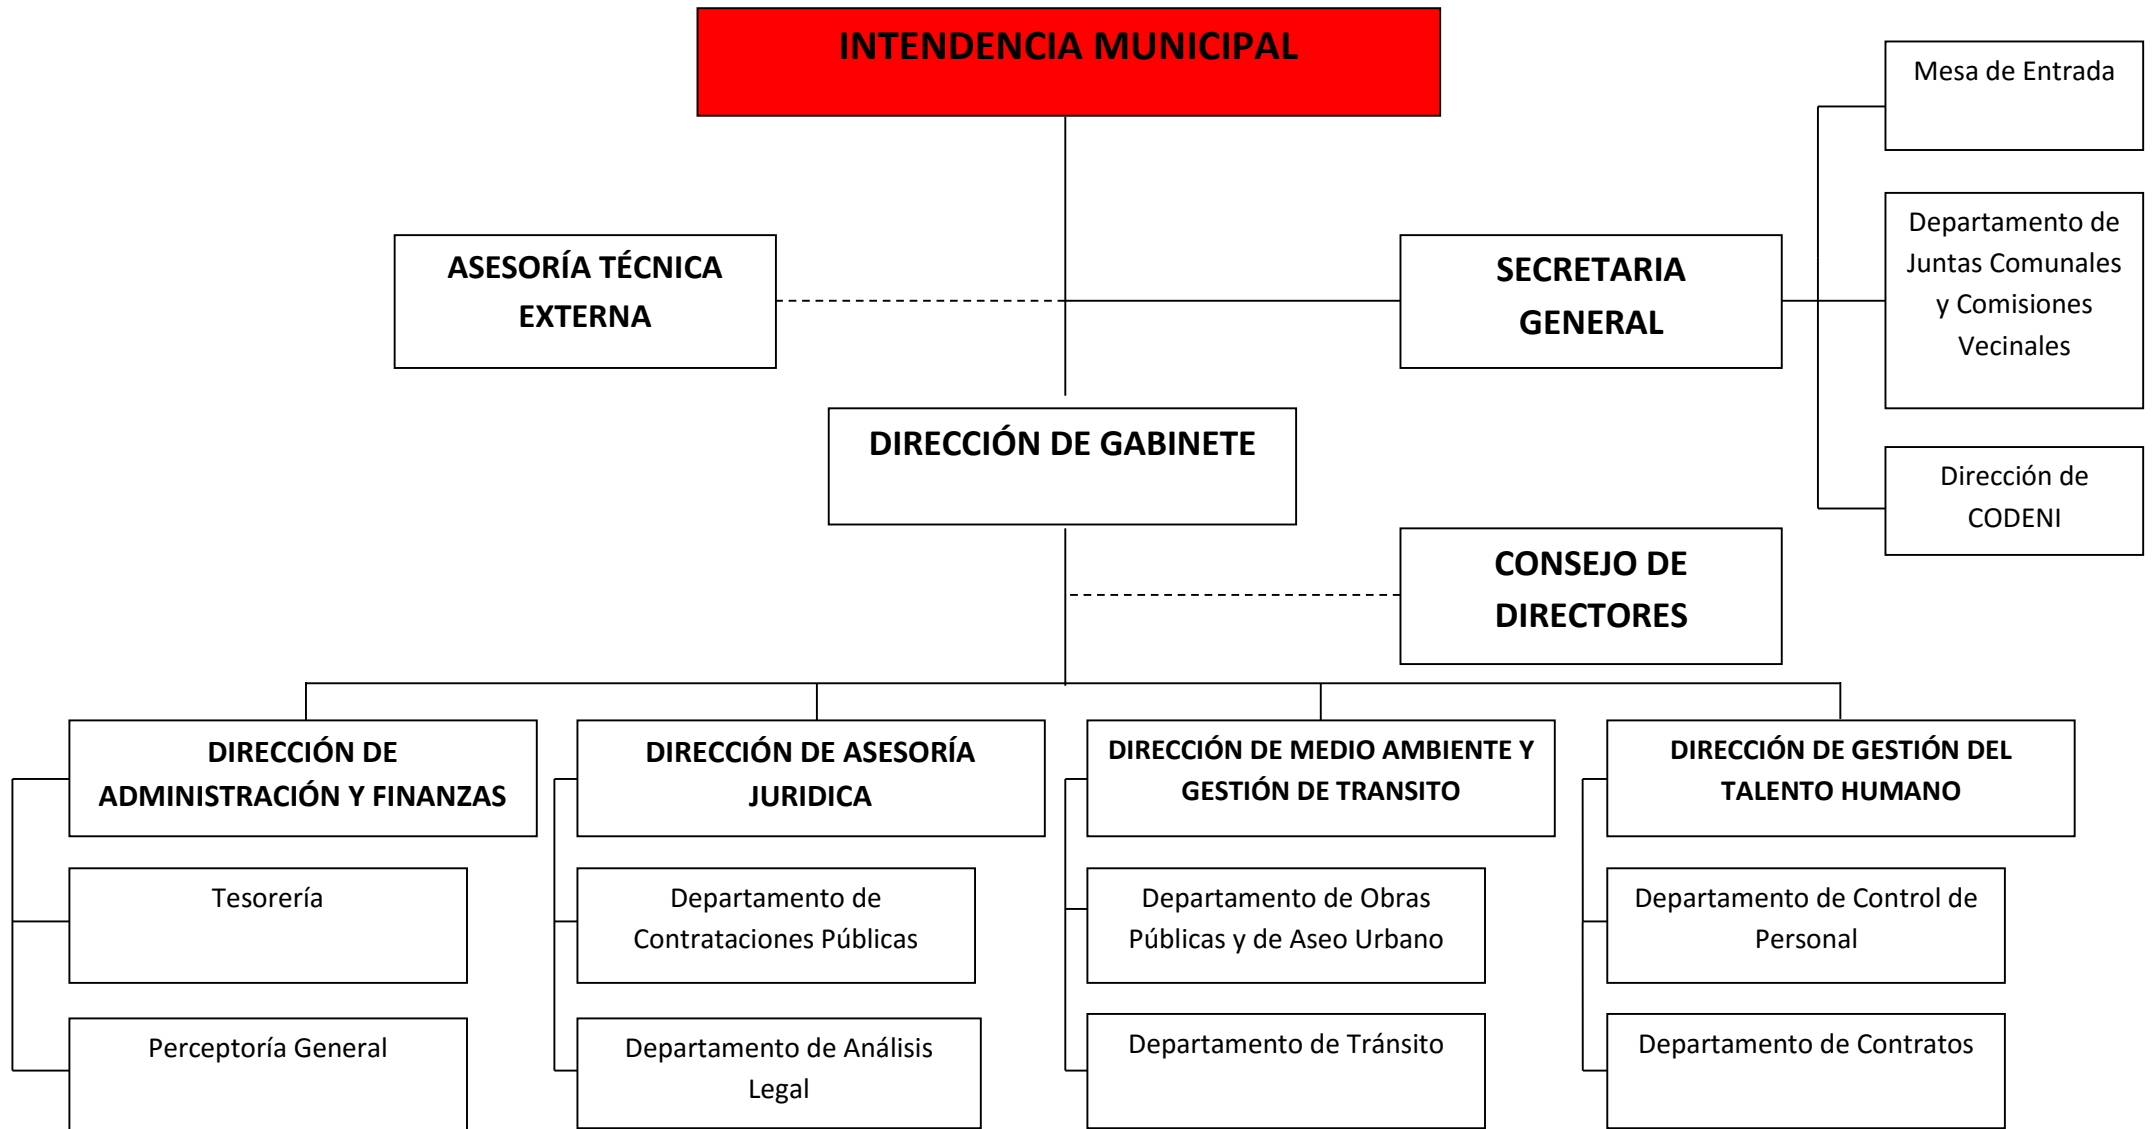 INTENDENCIA MUNICIPAL
Mesa de Entrada
Departamento de
Juntas Comunales
y Comisiones
Vecinales
ASESORÍA TÉCNICA
EXTERNA
SECRETARIA
GENERAL
DIRECCIÓN DE GABINETE
Dirección de
CODENI
CONSEJO DE
DIRECTORES
DIRECCIÓN DE
ADMINISTRACIÓN Y FINANZAS
DIRECCIÓN DE ASESORÍA
JURIDICA
DIRECCIÓN DE MEDIO AMBIENTE Y
GESTIÓN DE TRANSITO
DIRECCIÓN DE GESTIÓN DEL
TALENTO HUMANO
Tesorería
Departamento de
Contrataciones Públicas
Departamento de Obras
Públicas y de Aseo Urbano
Departamento de Control de
Personal
Perceptoría General
Departamento de Análisis
Legal
Departamento de Tránsito
Departamento de Contratos